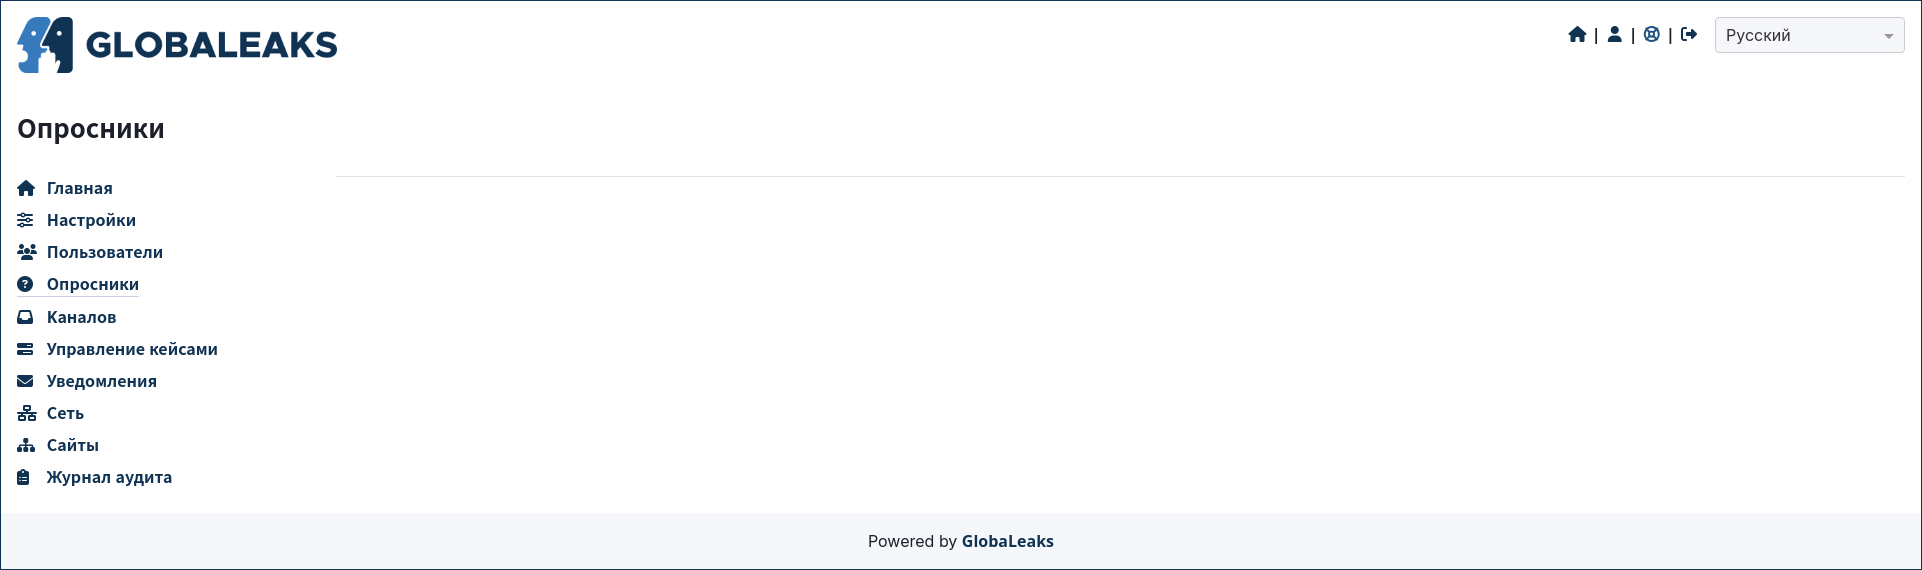 GLOBALEAKS
| | |
Русский
Опросники
Главная
Настройки
Пользователи
Опросники
Каналов
Управление кейсами
Уведомления
Сеть
Сайты
Журнал аудита
Powered by GlobaLeaks